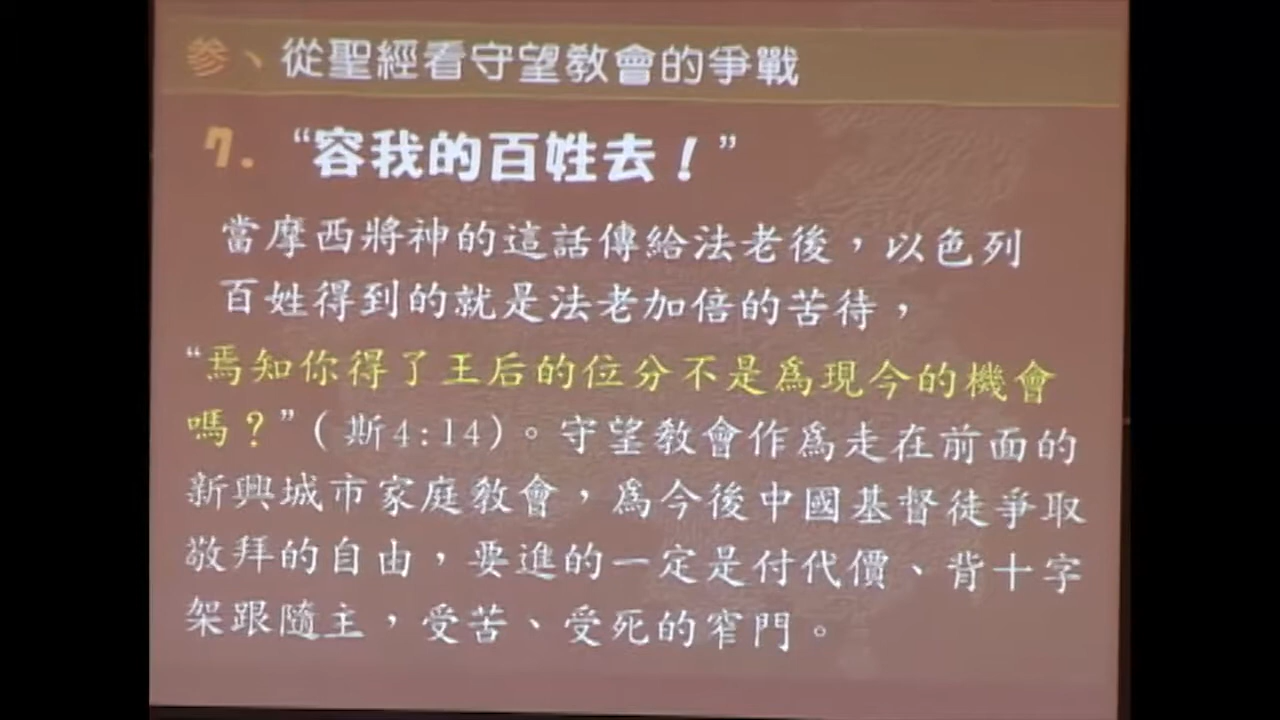 參、從聖經看守望教會的爭戰
7. “容我的百姓去！”
當摩西將神的這話傳給法老後，以色列
百姓得到的就是法老加倍的苦待，
“焉知你得了王后的位分不是為現今的機會
嗎？”(斯4:14)。守望教會作為走在前面的
新興城市家庭教會，為今後中國基督徒爭取
敬拜的自由，要進的一定是付代價、背十字
架跟隨主，受苦、受死的窄門。